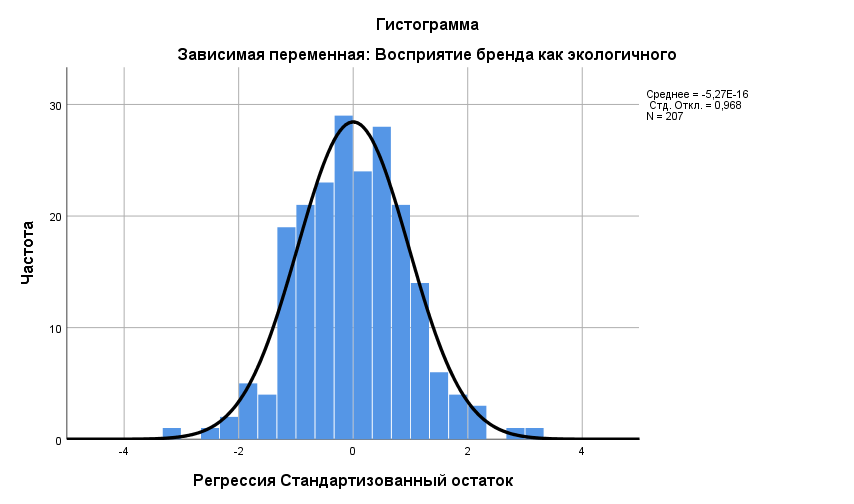 Гистограмма
Зависимая переменная: Восприятие бренда как экологичного
Среднее = -5,27E-16
Стд. Откл. = 0,968
N = 207
Частота
30
20
10
0
-4
-2
0
2
4
Регрессия Стандартизованный остаток